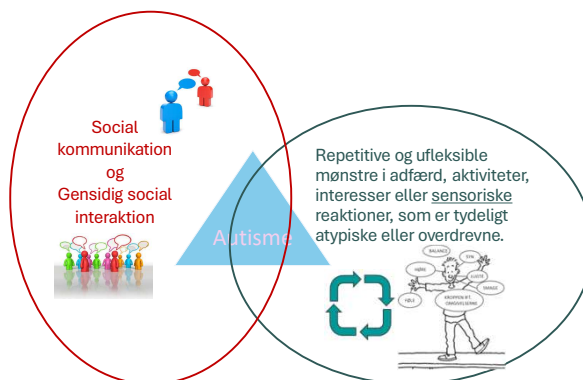 Social
kommunikation
og
Gensidig social
interaktion
Autisme
Repetitive og ufleksible
mønstre i adfærd, aktiviteter,
interesser eller sensoriske
reaktioner, som er tydeligt
atypiske eller overdrevne.
BALANCE
SYN
HØRE
LUGTE
SMAGE
FØLE